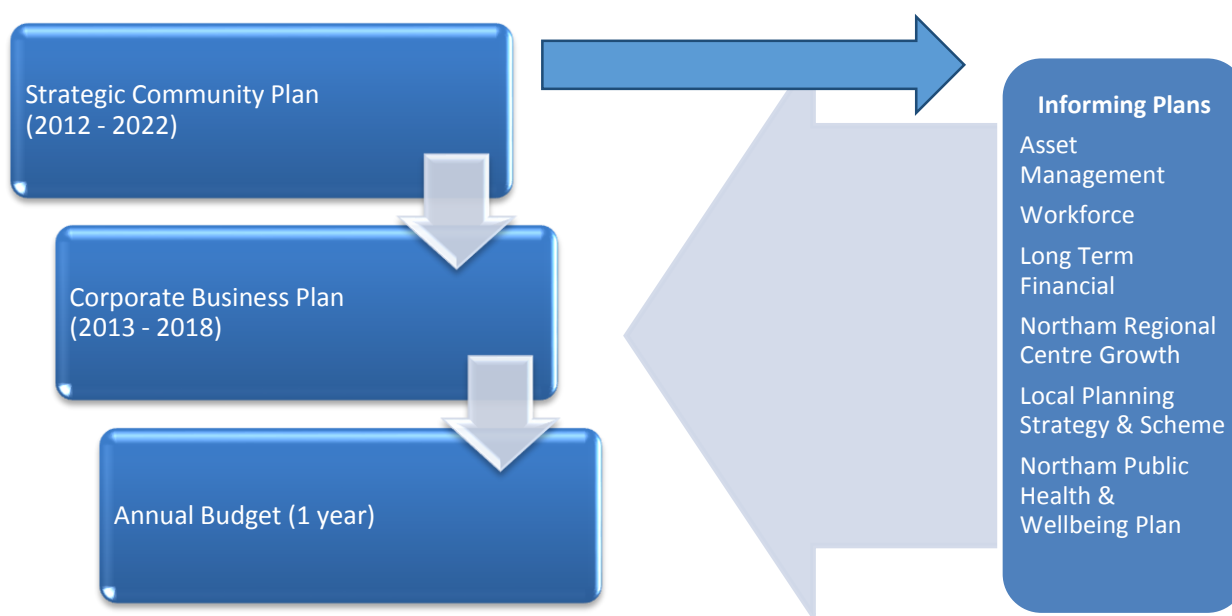 Strategic Community Plan
(2012 - 2022)
Corporate Business Plan
(2013 - 2018)
Annual Budget (1 year)
Informing Plans
Asset
Management
Workforce
Long Term
Financial
Northam Regional
Centre Growth
Local Planning
Strategy & Scheme
Northam Public
Health &
Wellbeing Plan